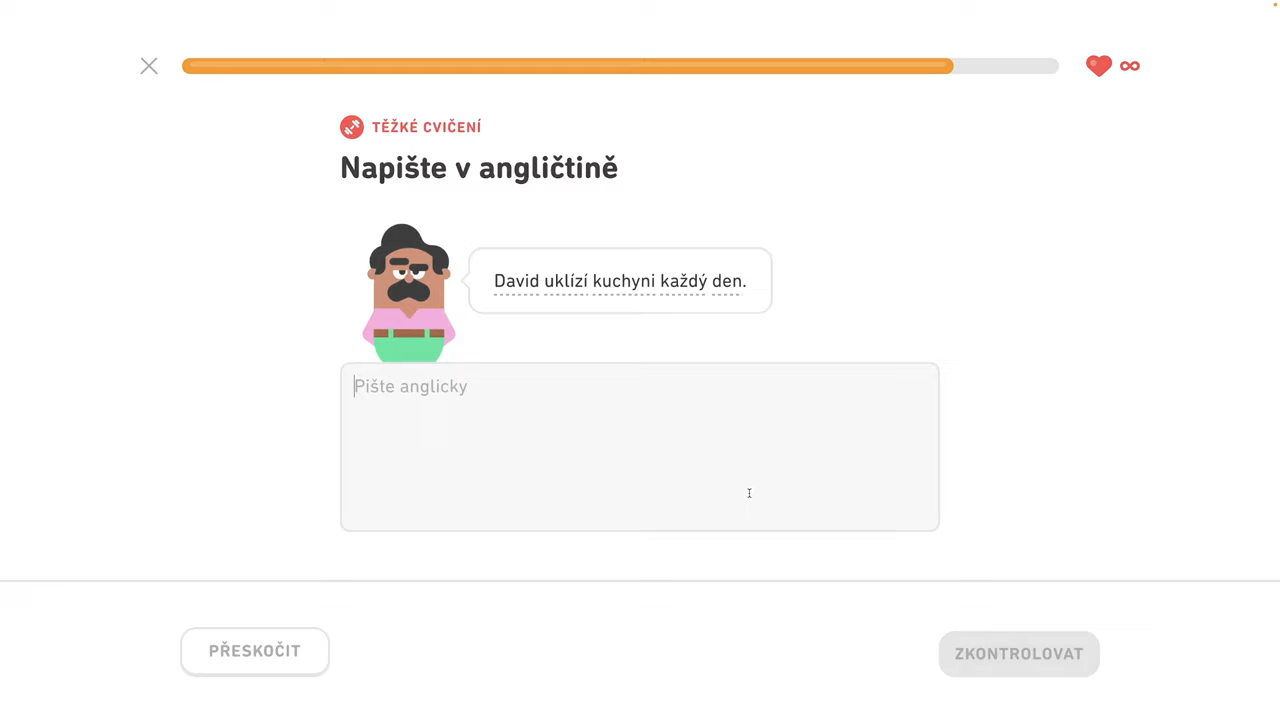 ∞
TĚŽKÉ CVIČENÍ
Napište v angličtině
David uklízí kuchyni každý den.
Pište anglicky
PŘESKOČIT
ZKONTROLOVAT